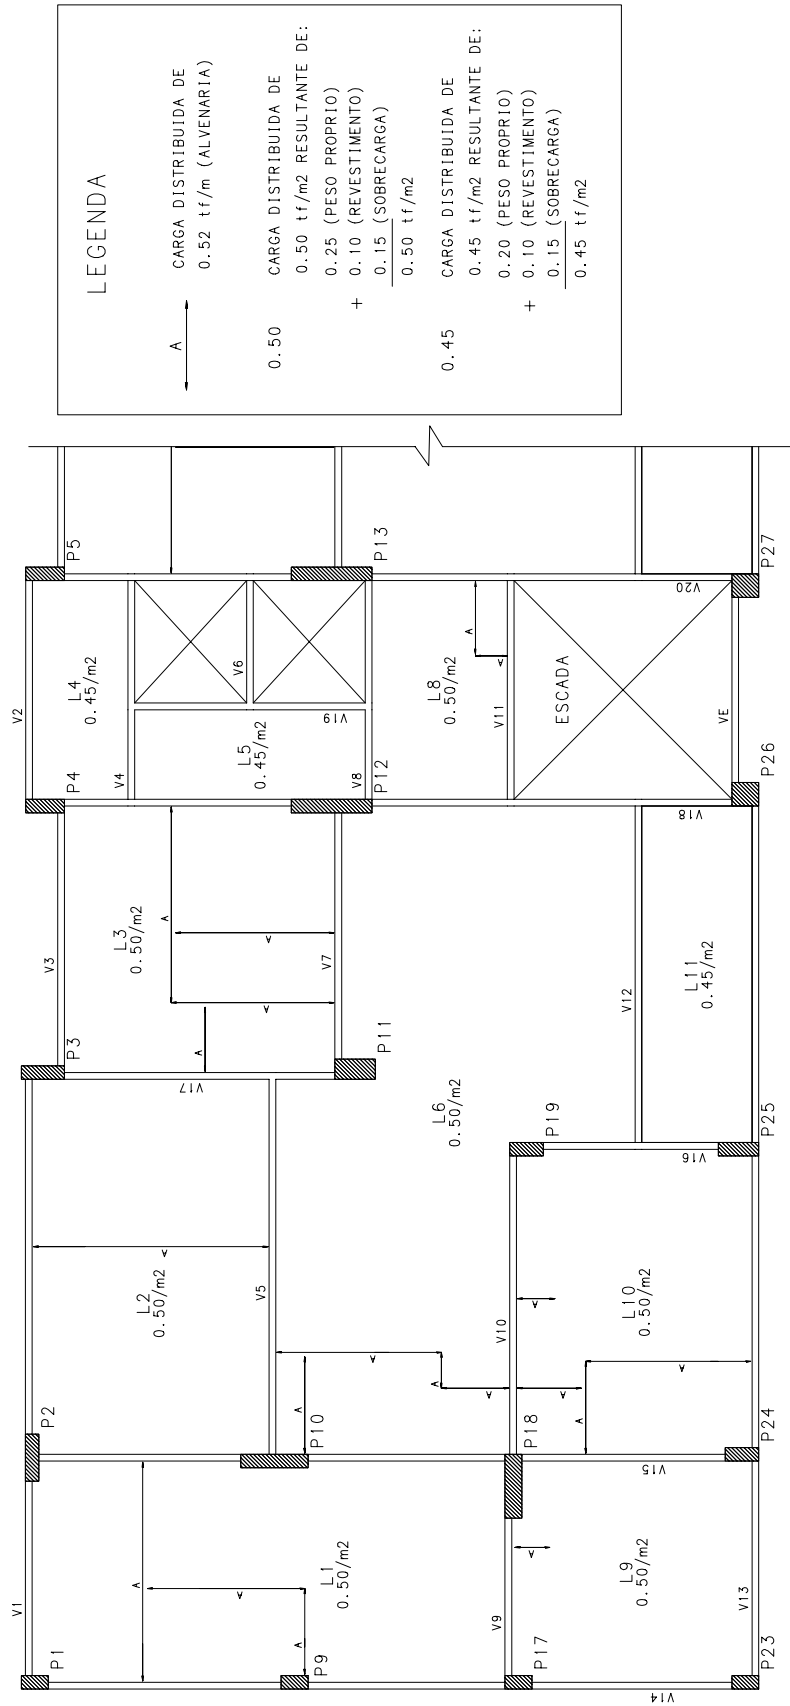 LEGENDA
A
CARGA DISTRIBUIDA DE
0.52 tf/m (ALVENARIA)
0.50
CARGA DISTRIBUIDA DE
0.50 tf/m2 RESULTANTE DE:
0.25 (PESO PROPRIO)
+ 0.10 (REVESTIMENTO)
0.15 (SOBRECARGA)
0.50 tf/m2
0.45
CARGA DISTRIBUIDA DE
0.45 tf/m2 RESULTANTE DE:
0.20 (PESO PROPRIO)
+ 0.10 (REVESTIMENTO)
0.15 (SOBRECARGA)
0.45 tf/m2
V1
P1
P2
V2
V3
P3
P4
P5
V17
L2
0.50/m2
A
L3
0.50/m2
A
A
A
A
V4
L4
0.45/m2
V5
V6
L5
0.45/m2
V19
V7
V8
A
A
A
L1
0.50/m2
P9
P10
P11
P12
P13
A
A
A
A
L6
0.50/m2
L8
0.50/m2
A
A
V9
V10
V11
P17
P18
P19
ESCADA
A
L9
0.50/m2
A
A
A
A
L10
0.50/m2
V12
L11
0.45/m2
V14
V15
V16
V18
V20
V13
VE
P23
P24
P25
P26
P27